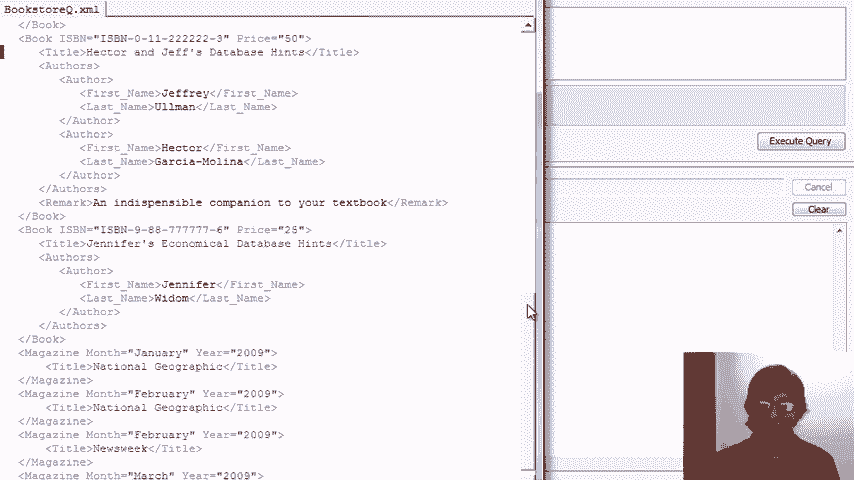 BookstoreQ.xml
</Book>
<Book ISBN="ISBN-0-11-222222-3" Price="50">
<Title>Hector and Jeff's Database Hints</Title>
<Authors>
<Author>
<First_Name>Jeffrey</First_Name>
<Last_Name>Ullman</Last_Name>
</Author>
<Author>
<First_Name>Hector</First_Name>
<Last_Name>Garcia-Molina</Last_Name>
</Author>
</Authors>
<Remark>An indispensible companion to your textbook</Remark>
</Book>
<Book ISBN="ISBN-9-88-777777-6" Price="25">
<Title>Jennifer's Economical Database Hints</Title>
<Authors>
<Author>
<First_Name>Jennifer</First_Name>
<Last_Name>Widom</Last_Name>
</Author>
</Authors>
</Book>
<Magazine Month="January" Year="2009">
<Title>National Geographic</Title>
</Magazine>
<Magazine Month="February" Year="2009">
<Title>National Geographic</Title>
</Magazine>
<Magazine Month="February" Year="2009">
<Title>Newsweek</Title>
</Magazine>
<Magazine Month="March" Year="2009">
Execute Query
Cancel
Clear